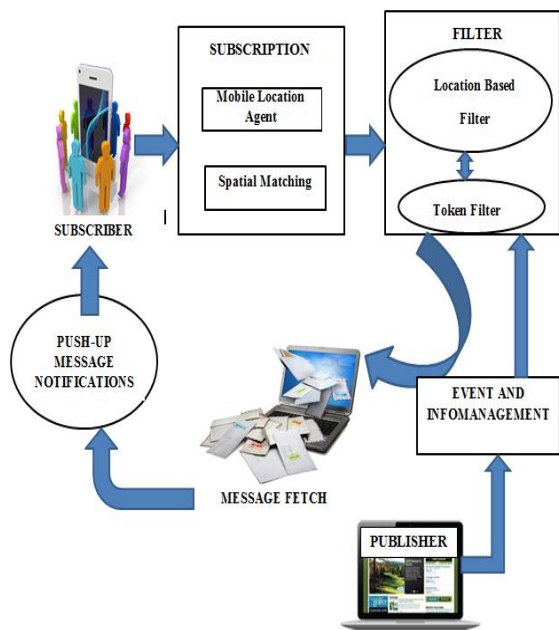 SUBSCRIPTION
Mobile Location
Agent
Spatial Matching
FILTER
Location Based
Filter
Token Filter
SUBSCRIBER
PUSH-UP
MESSAGE
NOTIFICATIONS
MESSAGE FETCH
EVENT AND
INFOMANAGEMENT
PUBLISHER